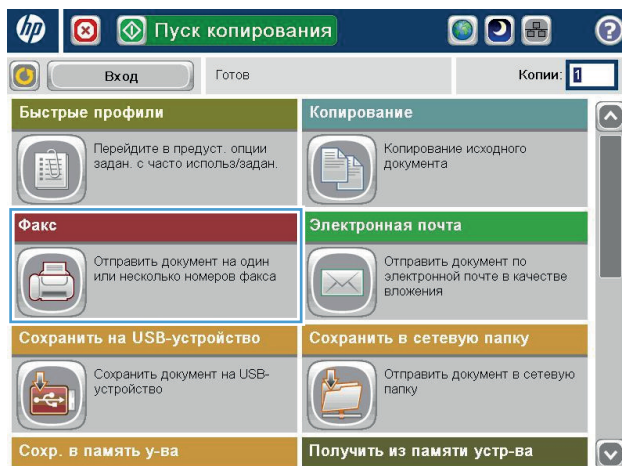 hp
Пуск копирования
?
Вход
Готов
Копии: 1
Быстрые профили
Перейдите в предуст. опции
задан. с часто использ/задан.
Копирование
Копирование исходного
документа
Факс
Отправить документ на один
или несколько номеров факса
Электронная почта
Отправить документ по
электронной почте в качестве
вложения
Сохранить на USB-устройство
Сохранить документ на USB-
устройство
Сохранить в сетевую папку
Отправить документ в сетевую
папку
Сохр. в память у-ва
Получить из памяти устр-ва